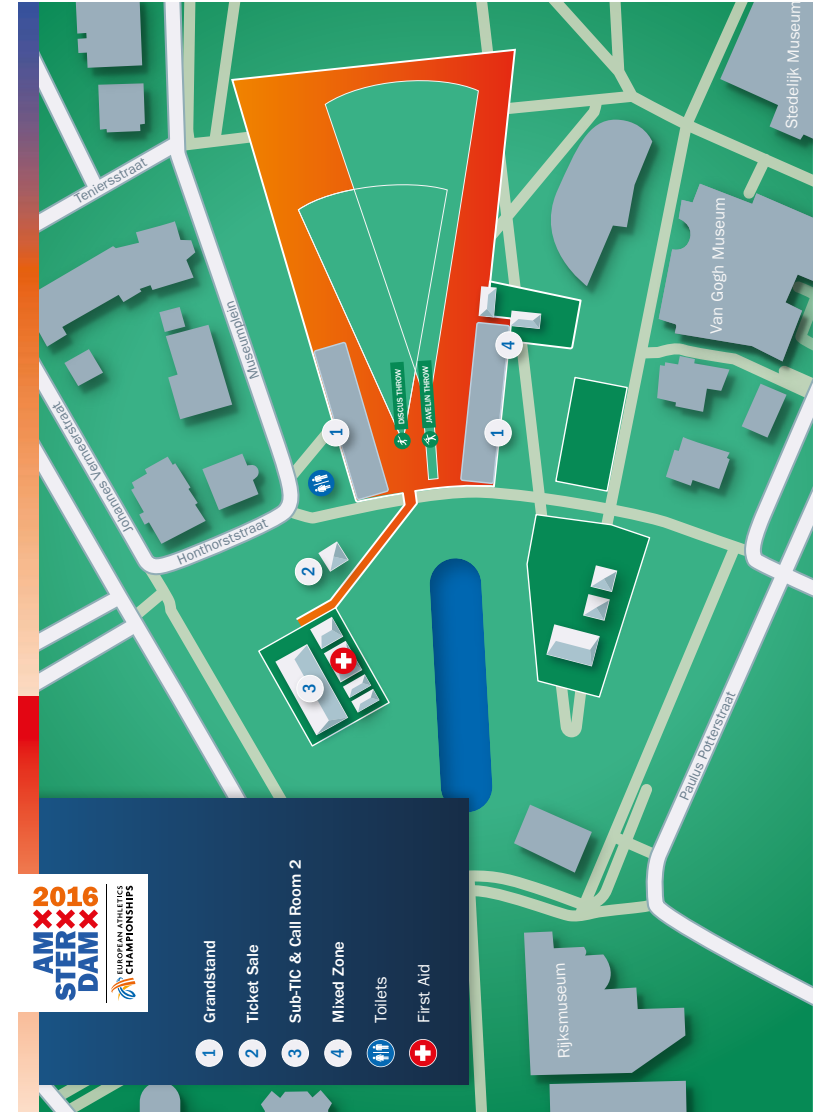 2016
AM
STER
DAM
EUROPEAN ATHLETICS
CHAMPIONSHIPS
1 Grandstand
2 Ticket Sale
3 Sub-TIC & Call Room 2
4 Mixed Zone
Toilets
First Aid
Teniersstraat
Johannes Vermeerstraat
Honthorststraat
Museumplein
1
2
3
DISCUS THROW
JAVELIN THROW
1
4
Rijksmuseum
Paulus Potterstraat
Van Gogh Museum
Stedelijk Museum